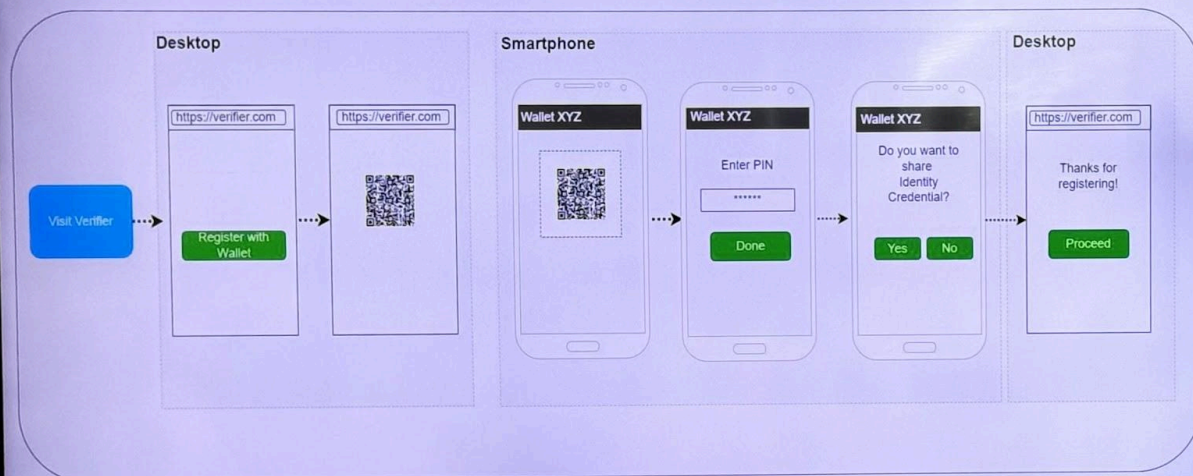 Desktop
Smartphone
Desktop
Visit Verifier
https://verifier.com
Register with
Wallet
https://verifier.com
Wallet XYZ
Wallet XYZ
Enter PIN
******
Done
Wallet XYZ
Do you want to
share
Identity
Credential?
Yes
No
https://verifier.com
Thanks for
registering!
Proceed